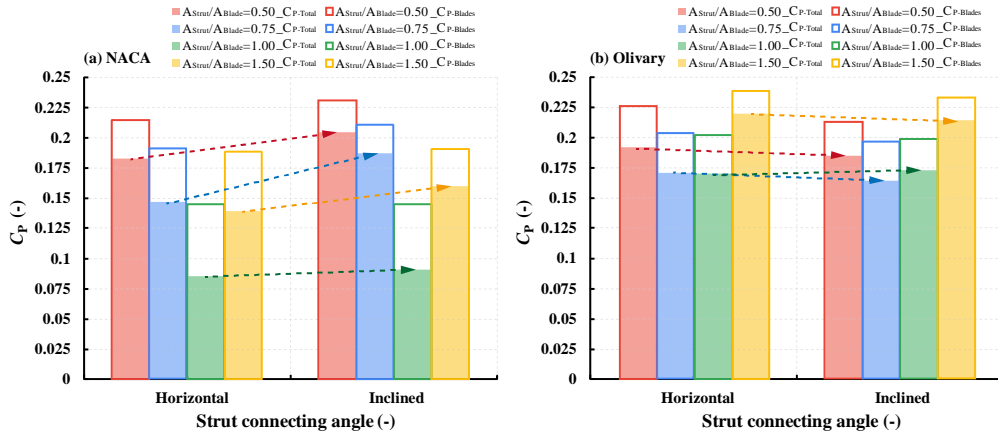 AStrut/ABlade=0.50_CP-Total AStrut/ABlade=0.50_CP-Blades
AStrut/ABlade=0.75_CP-Total AStrut/ABlade=0.75_CP-Blades
AStrut/ABlade=1.00_CP-Total AStrut/ABlade=1.00_CP-Blades
AStrut/ABlade=1.50_CP-Total AStrut/ABlade=1.50_CP-Blades
(a) NACA
0.25
0.225
0.2
0.175
0.15
0.125
0.1
0.075
0.05
0.025
0
CP (-)
Horizontal Inclined
Strut connecting angle (-)
AStrut/ABlade=0.50_CP-Total AStrut/ABlade=0.50_CP-Blades
AStrut/ABlade=0.75_CP-Total AStrut/ABlade=0.75_CP-Blades
AStrut/ABlade=1.00_CP-Total AStrut/ABlade=1.00_CP-Blades
AStrut/ABlade=1.50_CP-Total AStrut/ABlade=1.50_CP-Blades
(b) Olivary
0.25
0.225
0.2
0.175
0.15
0.125
0.1
0.075
0.05
0.025
0
CP (-)
Horizontal Inclined
Strut connecting angle (-)